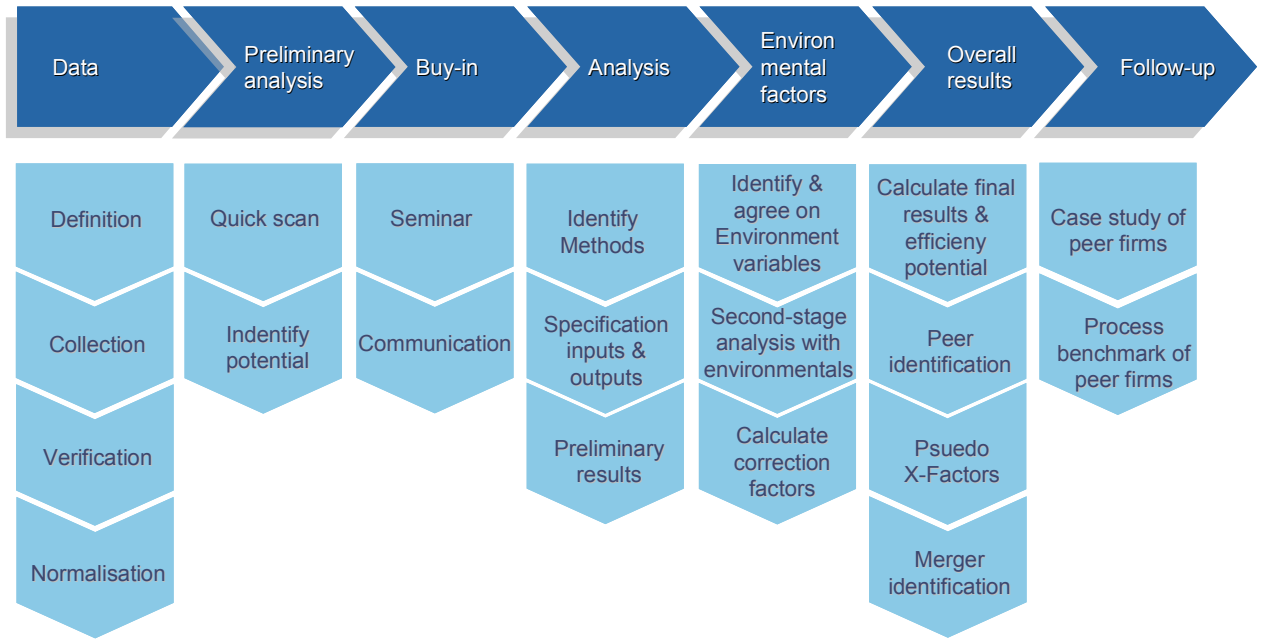 Data
Preliminary
analysis
Buy-in
Analysis
Environ
mental
factors
Overall
results
Follow-up
Definition
Collection
Verification
Normalisation
Quick scan
Indentify
potential
Seminar
Communication
Identify
Methods
Specification
inputs &
outputs
Preliminary
results
Identify &
agree on
Environment
variables
Second-stage
analysis with
environmentals
Calculate
correction
factors
Calculate final
results &
efficieny
potential
Peer
identification
Psuedo
X-Factors
Merger
identification
Case study of
peer firms
Process
benchmark of
peer firms